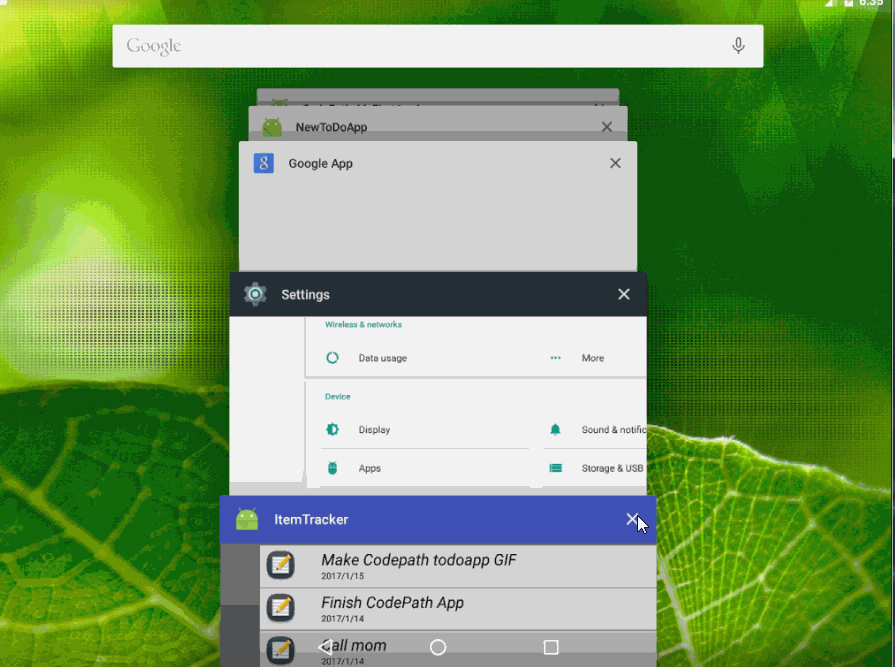 6:35
Google
NewToDoApp
Google App
Settings
Wireless & networks
Data usage
More
Device
Display
Sound & notific
Apps
Storage & USB
ItemTracker
Make Codepath todoapp GIF
2017/1/15
Finish CodePath App
2017/1/14
Call mom
2017/1/14